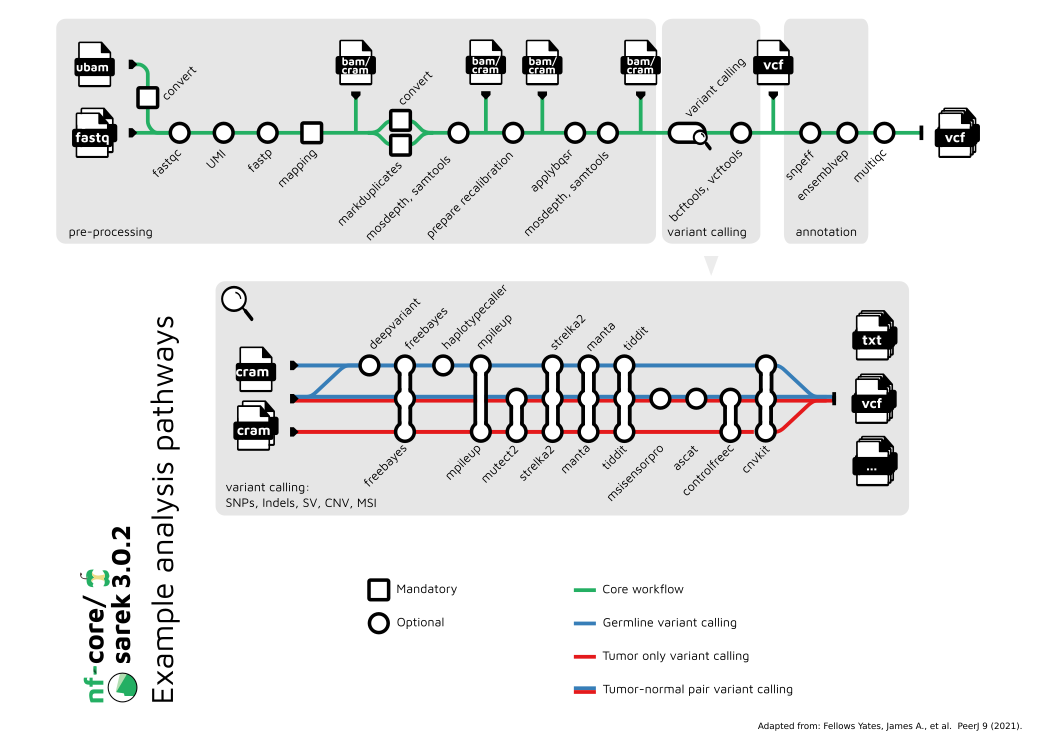 ubam
fastq
convert
bam/
cram
convert
bam/
cram
bam/
cram
bam/
cram
variant calling
vcf
vcf
fastqc
UMI
fastp
mapping
markduplicates
mosdepth, samtools
prepare recalibration
applybqsr
mosdepth, samtools
bcftools, vcftools
snpeff
ensemblvep
multiqc
pre-processing
variant calling
annotation
deepvariant
freebayes
haplotypecaller
mpileup
strelka2
manta
tiddit
cram
cram
txt
vcf
...
freebayes
mpileup
mutect2
strelka2
manta
tiddit
msisensorpro
ascat
controlfreec
cnvkit
variant calling:
SNPs, Indels, SV, CNV, MSI
nf-core/
sarek 3.0.2
Example analysis pathways
Mandatory
Optional
Core workflow
Germline variant calling
Tumor only variant calling
Tumor-normal pair variant calling
Adapted from: Fellows Yates, James A., et al. PeerJ 9 (2021).